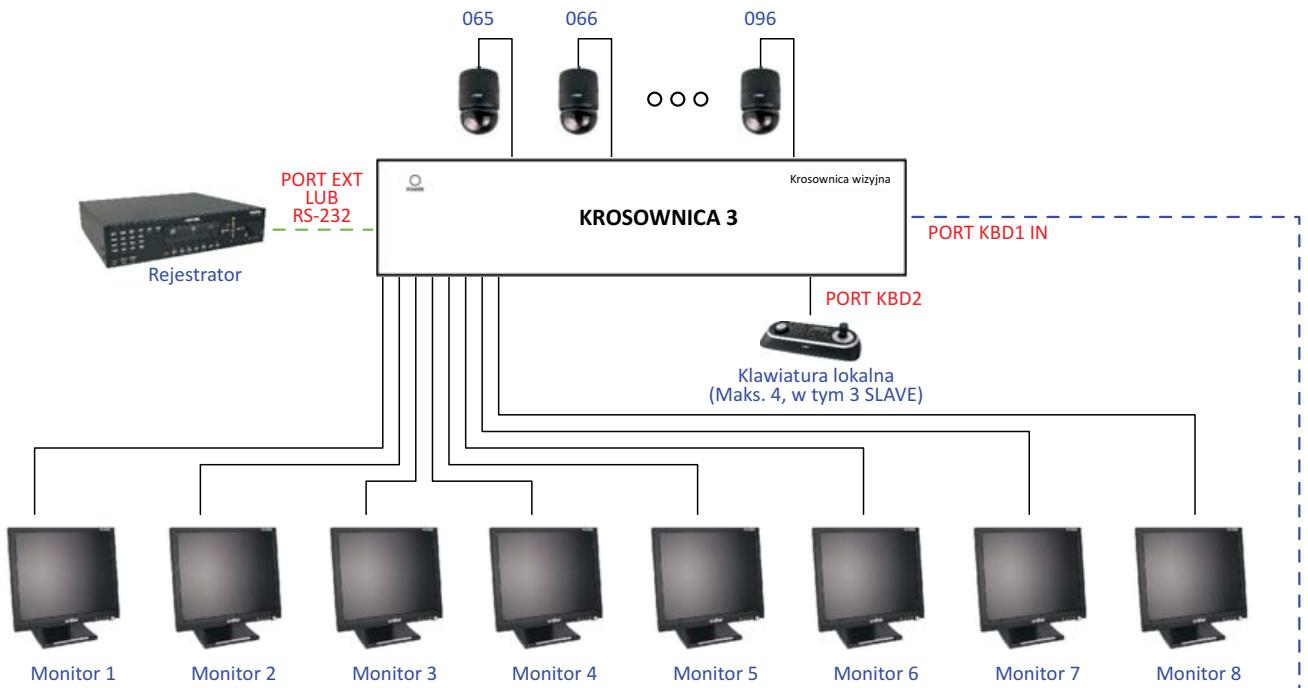 065
066
096
PORT EXT
LUB
RS-232
POWER
Krosownica wizyjna
KROSOWNICA 3
PORT KBD1 IN
Rejestrator
PORT KBD2
Klawiatura lokalna
(Maks. 4, w tym 3 SLAVE)
Monitor 1
Monitor 2
Monitor 3
Monitor 4
Monitor 5
Monitor 6
Monitor 7
Monitor 8